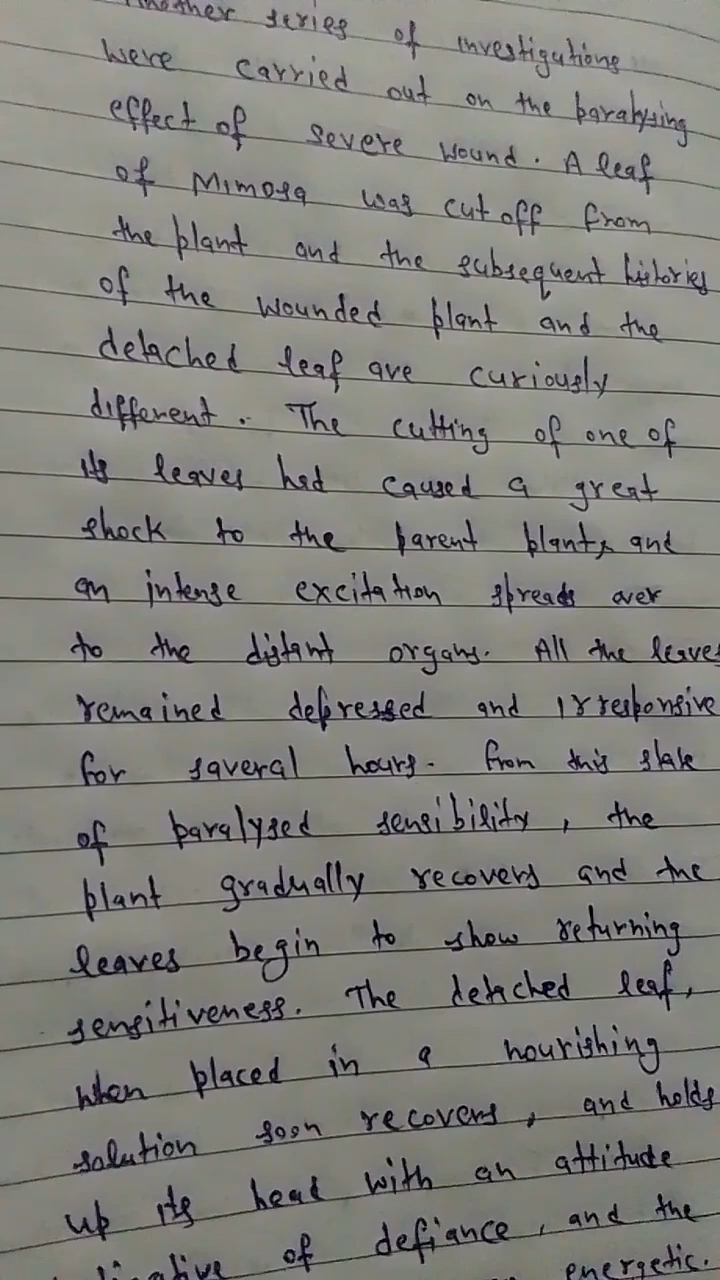 Another series of investigations
were carried out on the paralysing
effect of severe wound. A leaf
of Mimosa was cut off from
the plant and the subsequent histories
of the wounded plant and the
detached leaf are curiously
different. The cutting of one of
its leaves had caused a great
shock to the parent plant, and
an intense excitation spreads over
to the distant organs. All the leaves
remained depressed and irresponsive
for saveral hours. From this state
of paralysed sensibility, the
plant gradually recovers and the
leaves begin to show returning
sensitiveness. The detached leaf,
when placed in a nourishing
solution soon recovers, and holds
up its head with an attitude
of defiance, and the
energetic.